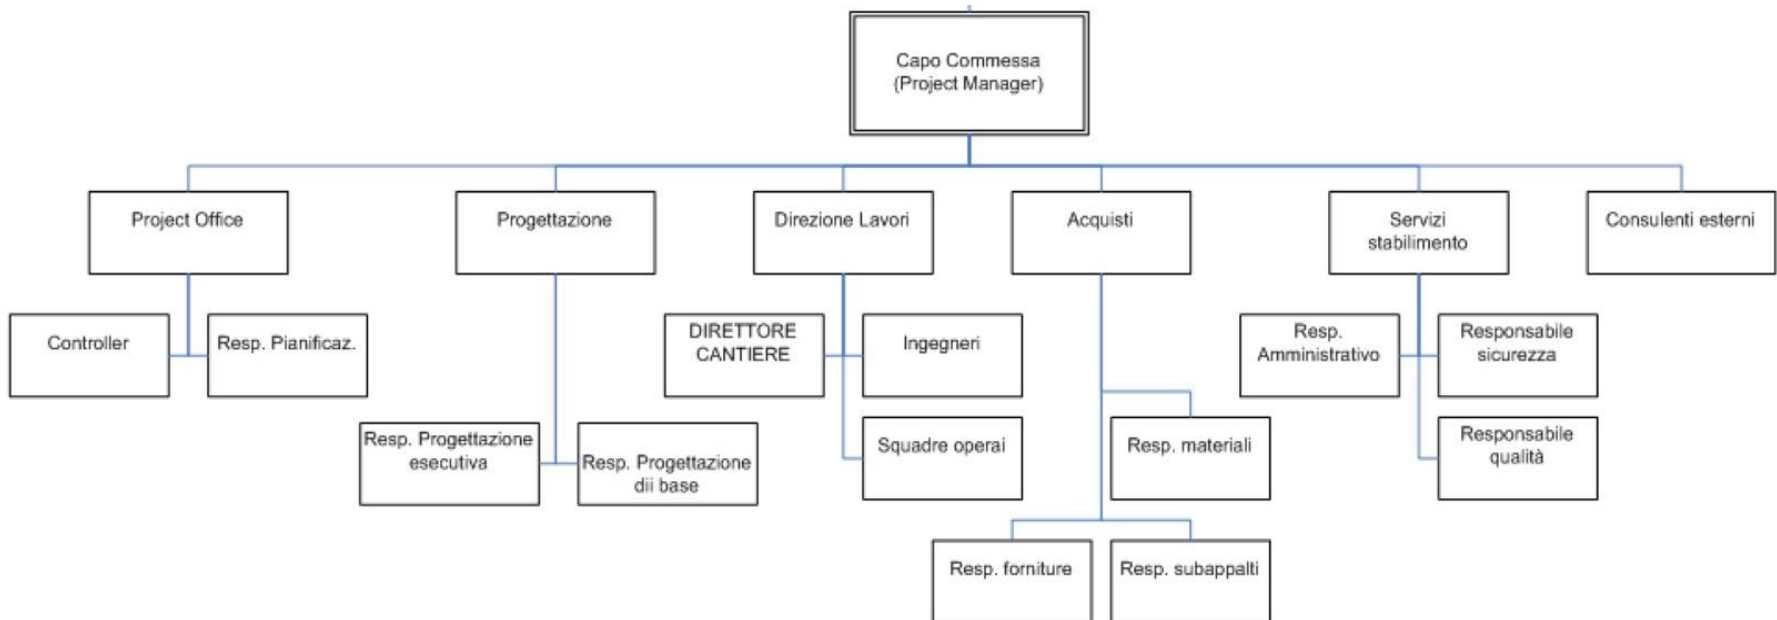 Capo Commessa
(Project Manager)
Project Office
Progettazione
Direzione Lavori
Acquisti
Servizi
stabilimento
Consulenti esterni
Controller
Resp. Pianificaz.
DIRETTORE
CANTIERE
Ingegneri
Resp.
Amministrativo
Responsabile
sicurezza
Resp. Progettazione
esecutiva
Resp. Progettazione
dii base
Squadre operai
Resp. materiali
Responsabile
qualità
Resp. forniture
Resp. subappalti